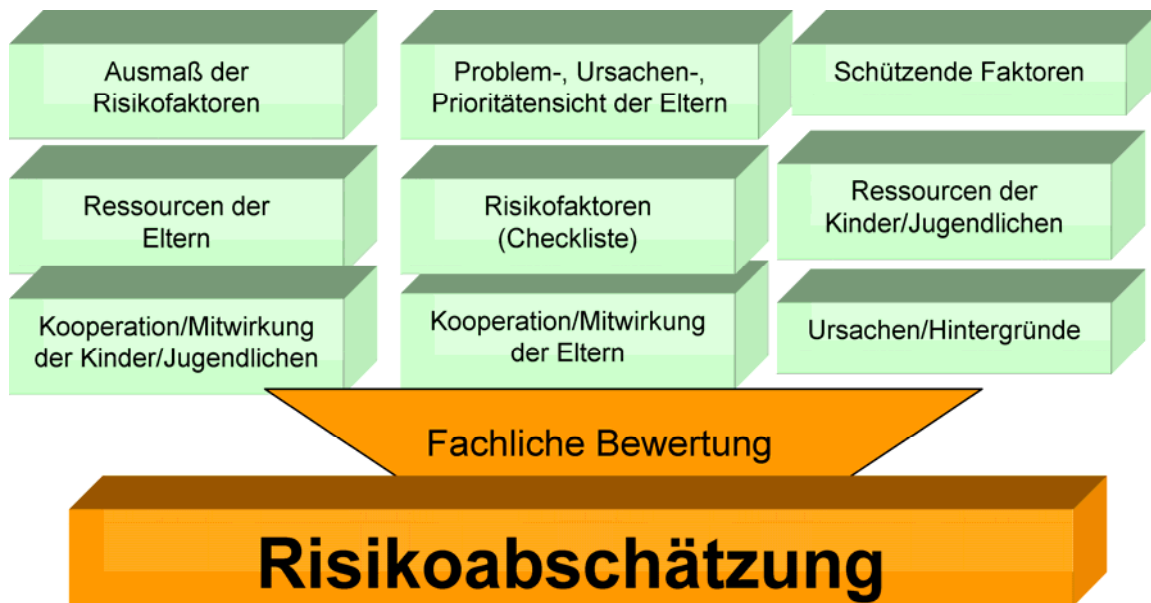 Ausmaß der
Risikofaktoren
Problem-, Ursachen-,
Prioritätensicht der Eltern
Schützende Faktoren
Ressourcen der
Eltern
Risikofaktoren
(Checkliste)
Ressourcen der
Kinder/Jugendlichen
Kooperation/Mitwirkung
der Kinder/Jugendlichen
Kooperation/Mitwirkung
der Eltern
Ursachen/Hintergründe
Fachliche Bewertung
Risikoabschätzung